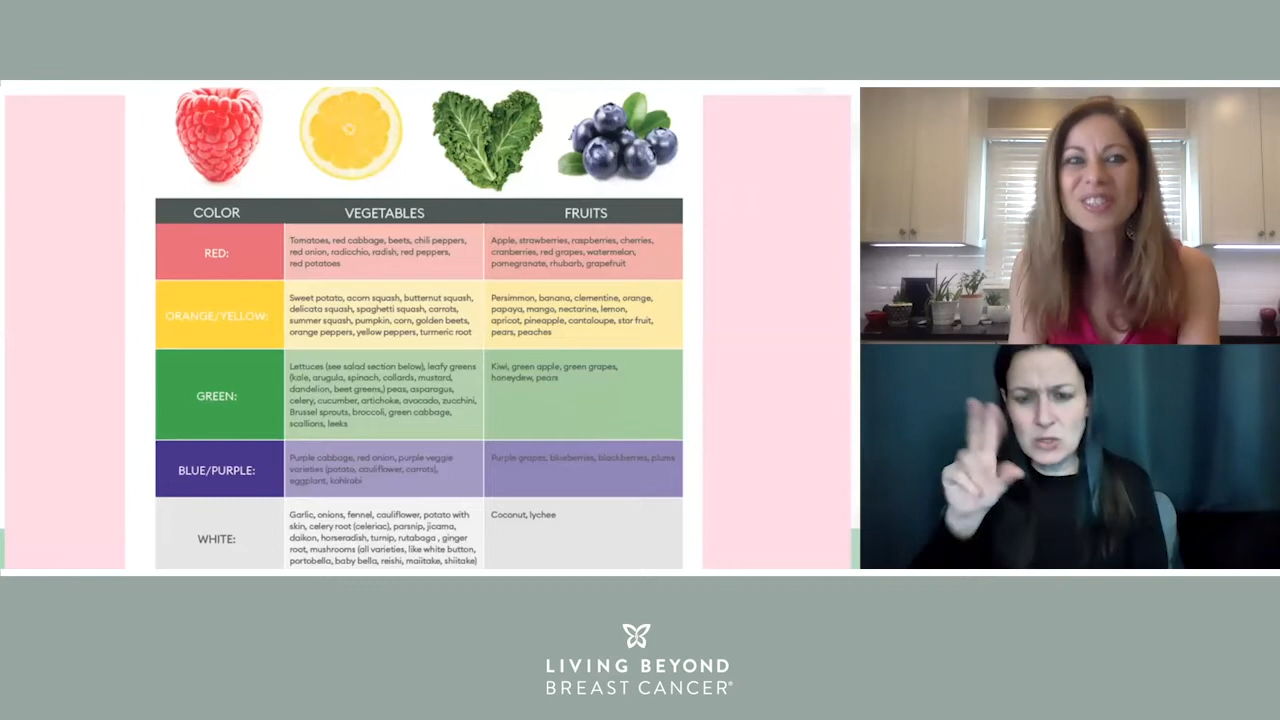 COLOR VEGETABLES FRUITS
RED:
Tomatoes, red cabbage, beets, chili peppers,
red onion, radicchio, radish, red peppers,
red potatoes
Apple, strawberries, raspberries, cherries,
cranberries, red grapes, watermelon,
pomegranate, rhubarb, grapefruit
ORANGE/YELLOW:
Sweet potato, acorn squash, butternut squash,
delicata squash, spaghetti squash, carrots,
summer squash, pumpkin, corn, golden beets,
orange peppers, yellow peppers, turmeric root
Persimmon, banana, clementine, orange,
papaya, mango, nectarine, lemon,
apricot, pineapple, cantaloupe, star fruit,
pears, peaches
GREEN:
Lettuces (see salad section below), leafy greens
(kale, arugula, spinach, collards, mustard,
dandelion, beet greens,) peas, asparagus,
celery, cucumber, artichoke, avocado, zucchini,
Brussel sprouts, broccoli, green cabbage,
scallions, leeks
Kiwi, green apple, green grapes,
honeydew, pears
BLUE/PURPLE:
Purple cabbage, red onion, purple veggie
varieties (potato, cauliflower, carrots),
eggplant, kohlrabi
Purple grapes, blueberries, blackberries, plums
WHITE:
Garlic, onions, fennel, cauliflower, potato with
skin, celery root (celeriac), parsnip, jicama,
daikon, horseradish, turnip, rutabaga , ginger
root, mushrooms (all varieties, like white button,
portobella, baby bella, reishi, maiitake, shiitake)
Coconut, lychee
LIVING BEYOND
BREAST CANCER®